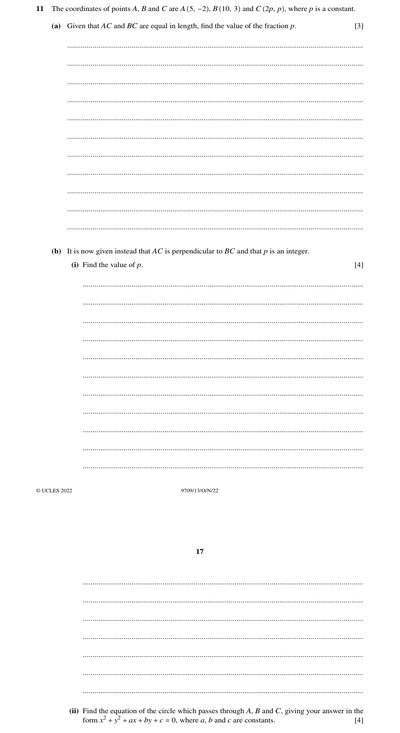 11 The coordinates of points A, B and C are A (5, −2), B (10, 3) and C (2p, p), where p is a constant.
(a) Given that AC and BC are equal in length, find the value of the fraction p. [3]
(b) It is now given instead that AC is perpendicular to BC and that p is an integer.
(i) Find the value of p. [4]
© UCLES 2022 9709/13/O/N/22
17
(ii) Find the equation of the circle which passes through A, B and C, giving your answer in the
form x² + y² + ax + by + c = 0, where a, b and c are constants. [4]